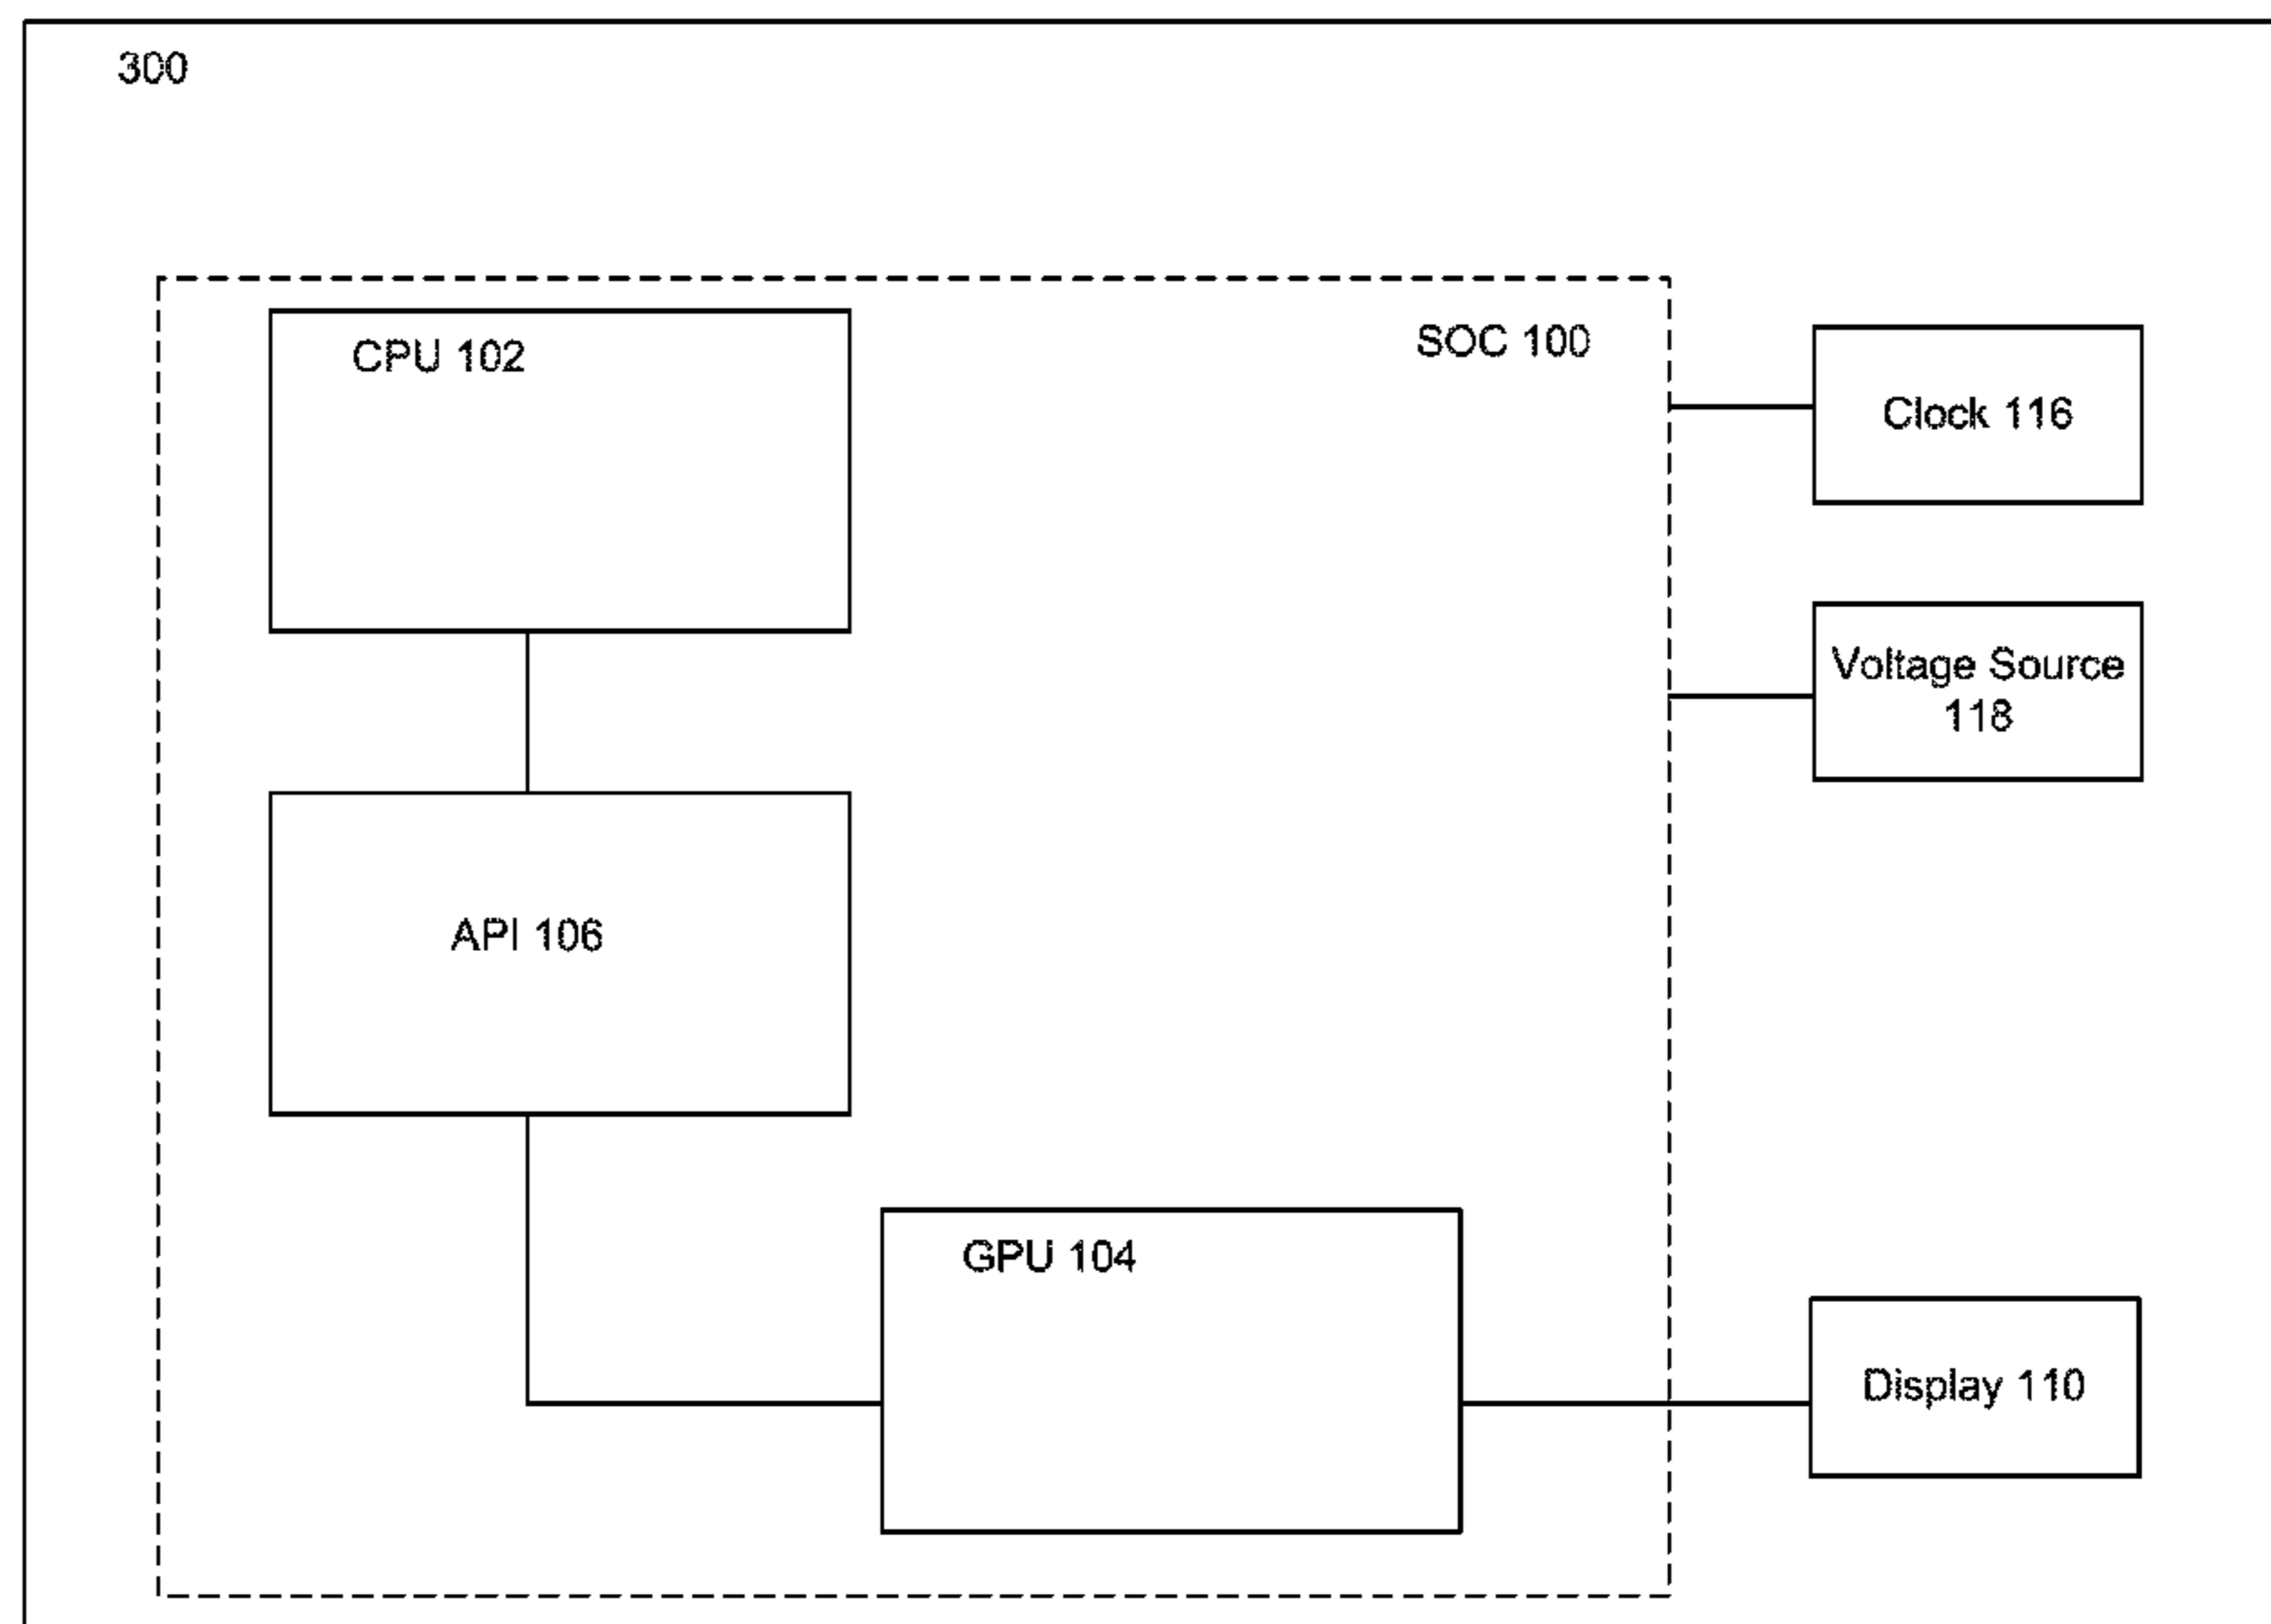 300
CPU 102
SOC 100
Clock 116
Voltage Source
118
API 106
GPU 104
Display 110